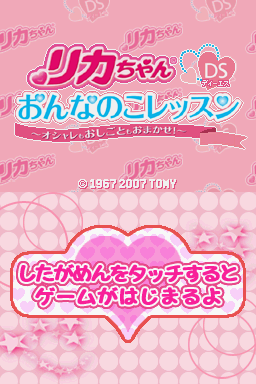 リカちゃん
DS
ディーエス
おんなのこレッスン
～オシャレもおしごともおまかせ！～
© 1967 2007 TOMY
したがめんをタッチすると
ゲームがはじまるよ